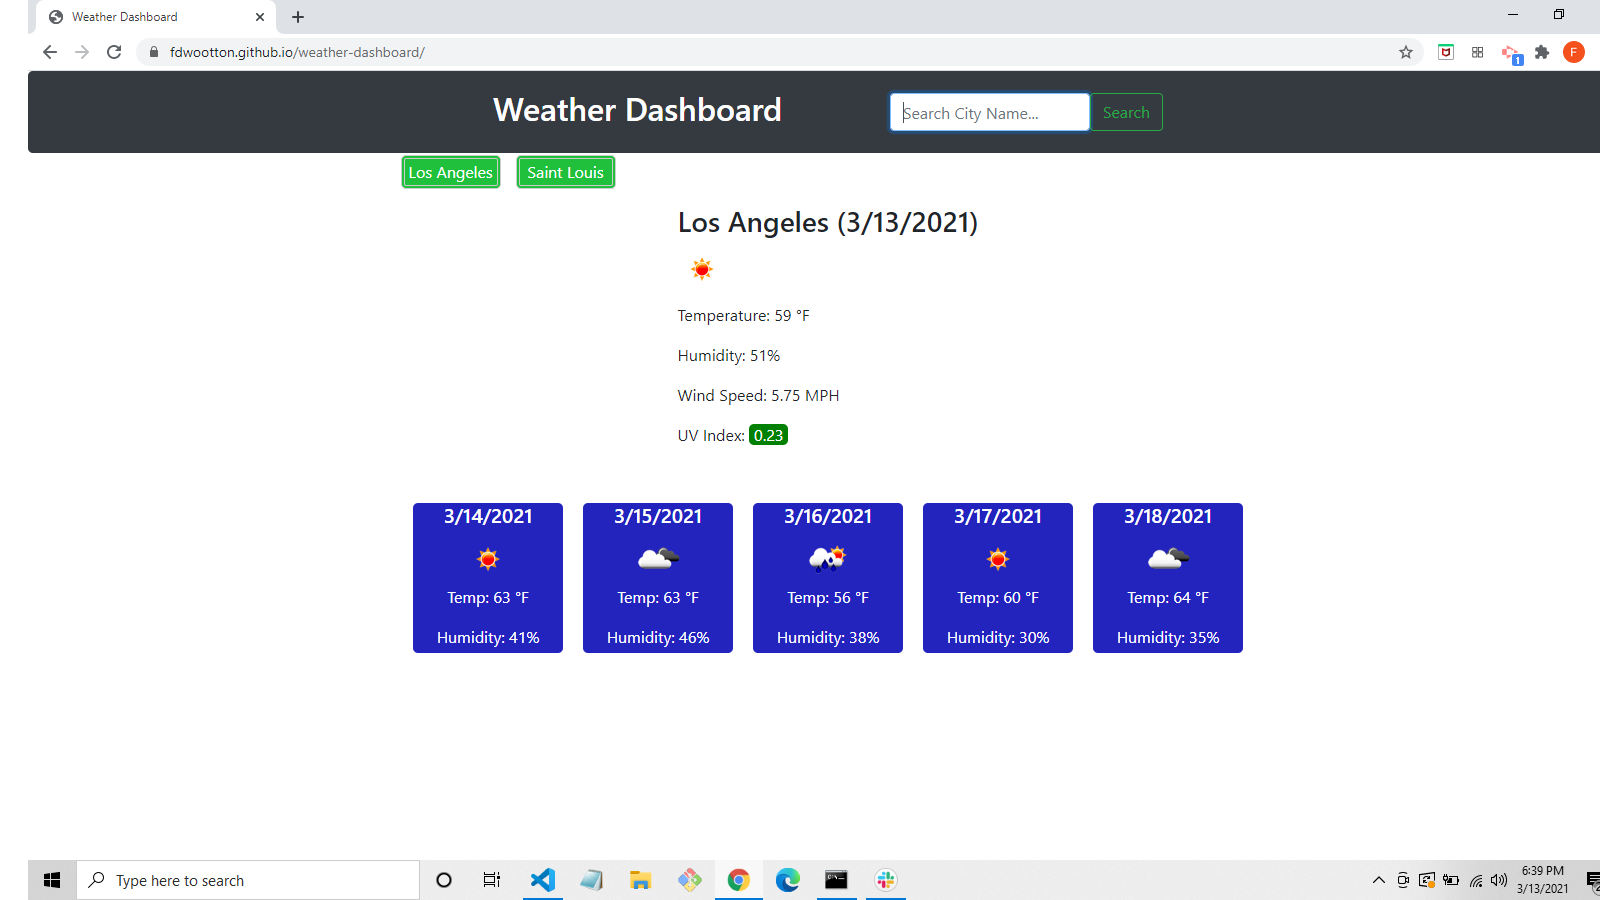 Weather Dashboard
fdwootton.github.io/weather-dashboard/
1
F
Weather Dashboard
Search City Name...
Search
Los Angeles
Saint Louis
Los Angeles (3/13/2021)
Temperature: 59 °F
Humidity: 51%
Wind Speed: 5.75 MPH
UV Index: 0.23
3/14/2021
Temp: 63 °F
Humidity: 41%
3/15/2021
Temp: 63 °F
Humidity: 46%
3/16/2021
Temp: 56 °F
Humidity: 38%
3/17/2021
Temp: 60 °F
Humidity: 30%
3/18/2021
Temp: 64 °F
Humidity: 35%
Type here to search
6:39 PM
3/13/2021